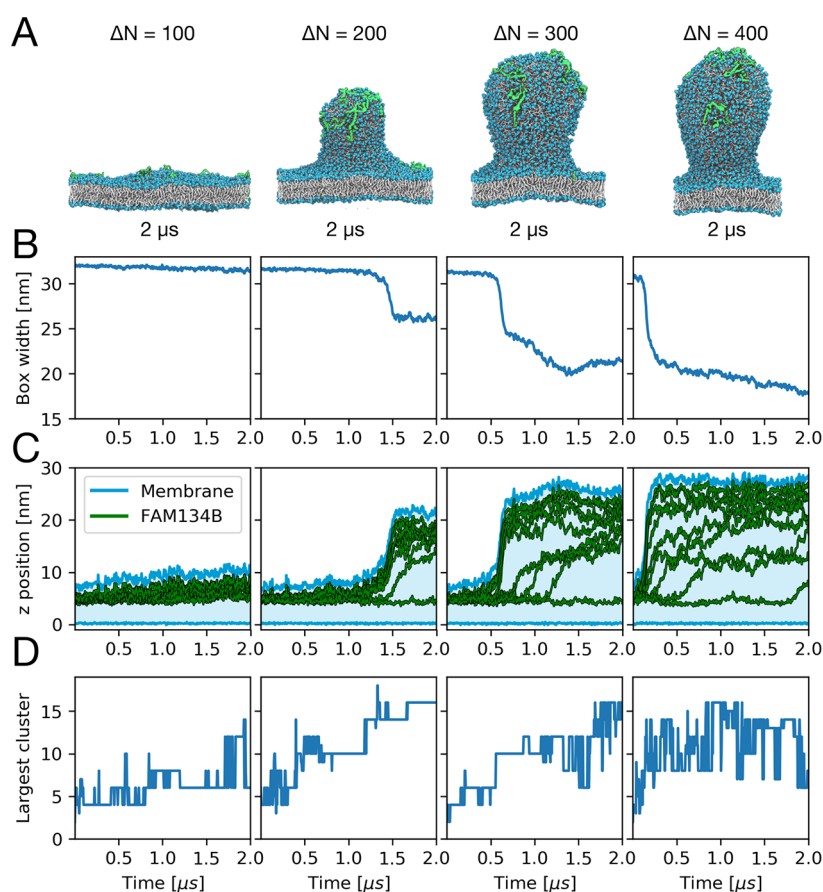 A
ΔN = 100 ΔN = 200 ΔN = 300 ΔN = 400
2 μs 2 μs 2 μs 2 μs
B
Box width [nm]
30
25
20
15
0.5 1.0 1.5 2.0 0.5 1.0 1.5 2.0 0.5 1.0 1.5 2.0 0.5 1.0 1.5 2.0
C
z position [nm]
30
20
10
0
Membrane
FAM134B
0.5 1.0 1.5 2.0 0.5 1.0 1.5 2.0 0.5 1.0 1.5 2.0 0.5 1.0 1.5 2.0
D
Largest cluster
15
10
5
0
0.5 1.0 1.5 2.0 0.5 1.0 1.5 2.0 0.5 1.0 1.5 2.0 0.5 1.0 1.5 2.0
Time [μs] Time [μs] Time [μs] Time [μs]